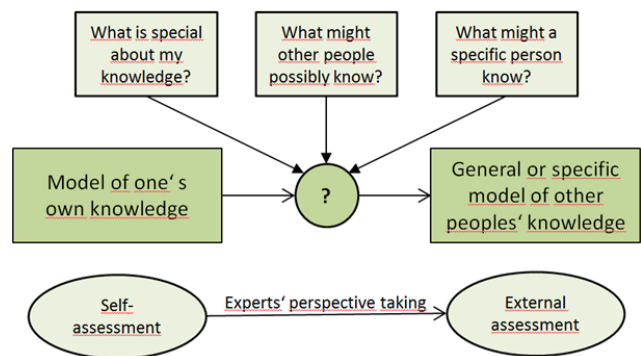 What is special
about my
knowledge?
What might
other people
possibly know?
What might a
specific person
know?
Model of one‘s
own knowledge
?
General or specific
model of other
peoples‘ knowledge
Self-
assessment
Experts‘ perspective taking
External
assessment